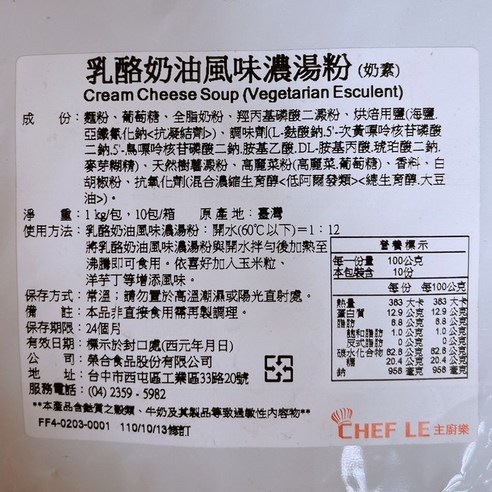 乳酪奶油風味濃湯粉(奶素)
Cream Cheese Soup (Vegetarian Esculent)
成 份：麵粉、葡萄糖、全脂奶粉、羥丙基磷酸二澱粉、烘焙用鹽(海鹽.
亞鐵氰化鈉<抗凝結劑>)、調味劑(L-麩酸鈉.5'-次黃嘌呤核苷磷酸
二鈉.5'-鳥嘌呤核苷磷酸二鈉.胺基乙酸.DL-胺基丙酸.琥珀酸二鈉.
麥芽糊精)、天然樹薯澱粉、高麗菜粉(高麗菜.葡萄糖)、香料、白
胡椒粉、抗氧化劑(混合濃縮生育醇<低阿爾發類><總生育醇.大豆
油>)。
淨 重：1 kg/包，10包/箱 原產地：臺灣
使用方法：乳酪奶油風味濃湯粉：開水(60℃以下)=1：12
將乳酪奶油風味濃湯粉與開水拌勻後加熱至
沸騰即可食用。依喜好加入玉米粒、
洋芋丁等增添風味。
保存方式：常溫；請勿置於高溫潮濕或陽光直射處。
備 註：本品非直接食用需再製調理。
保存期限：24個月
有效日期：標示於封口處(西元年月日)
公 司：榮合食品股份有限公司
地 址：台中市西屯區工業區33路20號
服務電話：(04) 2359 - 5982
**本產品含麩質之穀類、牛奶及其製品等致過敏性內容物**
FF4-0203-0001 110/10/13修訂
營養標示
每一份量 100公克
本包裝含 10份
每份 每100公克
熱量 383 大卡 383 大卡
蛋白質 12.9 公克 12.9 公克
脂肪 8.8 公克 8.8 公克
飽和脂肪 1.0 公克 1.0 公克
反式脂肪 0 公克 0 公克
碳水化合物 82.8 公克 82.8 公克
糖 20.4 公克 20.4 公克
鈉 958 毫克 958 毫克
CHEF LE 主廚樂